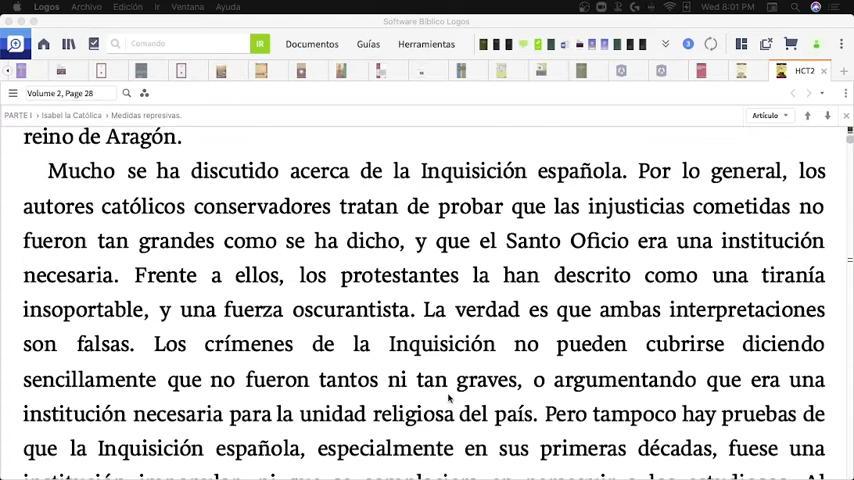 Logos Archivo Edición Ir Ventana Ayuda Wed 8:01 PM
Software Bíblico Logos
Comando IR Documentos Guías Herramientas 3
HCT2
Volume 2, Page 28
PARTE I › Isabel la Católica › Medidas represivas. Artículo
reino de Aragón.
Mucho se ha discutido acerca de la Inquisición española. Por lo general, los
autores católicos conservadores tratan de probar que las injusticias cometidas no
fueron tan grandes como se ha dicho, y que el Santo Oficio era una institución
necesaria. Frente a ellos, los protestantes la han descrito como una tiranía
insoportable, y una fuerza oscurantista. La verdad es que ambas interpretaciones
son falsas. Los crímenes de la Inquisición no pueden cubrirse diciendo
sencillamente que no fueron tantos ni tan graves, o argumentando que era una
institución necesaria para la unidad religiosa del país. Pero tampoco hay pruebas de
que la Inquisición española, especialmente en sus primeras décadas, fuese una